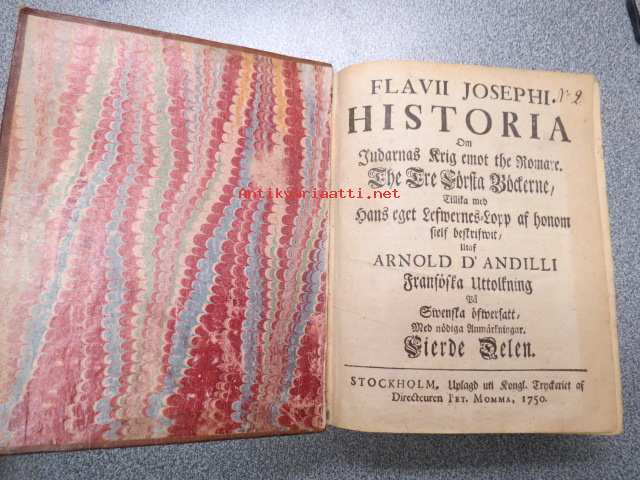 FLAVII JOSEPHI.
No 2
HISTORIA
Om
Judarnas Krig emot the Romare.
The Tre Första Böckerne,
Tillika med
Hans eget Lefwernes-Lopp af honom
sielf beskrifwit,
Utaf
ARNOLD D'ANDILLI
Fransöska Uttolkning
På
Swenska öfwersatt,
Med nödiga Anmärkningar.
Fierde Delen.
STOCKHOLM, Uplagd uti Kongl. Tryckeriet af
Directeuren PET. MOMMA, 1750.
Antikvariaatti.net